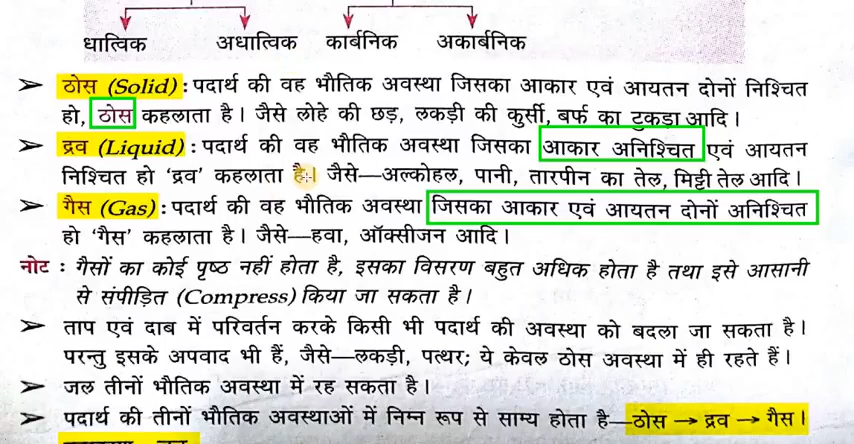 धात्विक अधात्विक कार्बनिक अकार्बनिक
➢ ठोस (Solid) : पदार्थ की वह भौतिक अवस्था जिसका आकार एवं आयतन दोनों निश्चित
हो, ठोस कहलाता है। जैसे लोहे की छड़, लकड़ी की कुर्सी, बर्फ का टुकड़ा आदि।
➢ द्रव (Liquid) : पदार्थ की वह भौतिक अवस्था जिसका आकार अनिश्चित एवं आयतन
निश्चित हो ‘द्रव’ कहलाता है। जैसे—अल्कोहल, पानी, तारपीन का तेल, मिट्टी तेल आदि।
➢ गैस (Gas) : पदार्थ की वह भौतिक अवस्था जिसका आकार एवं आयतन दोनों अनिश्चित
हो ‘गैस’ कहलाता है। जैसे—हवा, ऑक्सीजन आदि।
नोट : गैसों का कोई पृष्ठ नहीं होता है, इसका विसरण बहुत अधिक होता है तथा इसे आसानी
से संपीड़ित (Compress) किया जा सकता है।
➢ ताप एवं दाब में परिवर्तन करके किसी भी पदार्थ की अवस्था को बदला जा सकता है।
परन्तु इसके अपवाद भी हैं, जैसे—लकड़ी, पत्थर; ये केवल ठोस अवस्था में ही रहते हैं।
➢ जल तीनों भौतिक अवस्था में रह सकता है।
➢ पदार्थ की तीनों भौतिक अवस्थाओं में निम्न रूप से साम्य होता है—ठोस → द्रव → गैस।